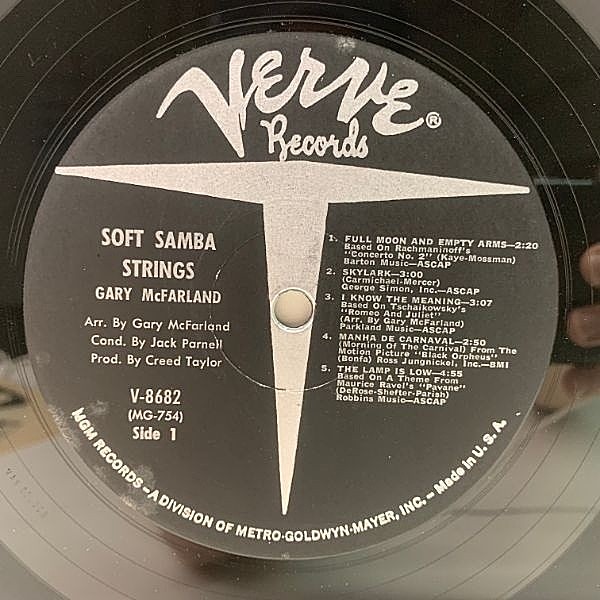 VERVE®
Records
SOFT SAMBA
STRINGS
GARY McFARLAND
Arr. By Gary McFarland
Cond. By Jack Parnell
Prod. By Creed Taylor
V-8682
(MG-754)
Side 1
1. FULL MOON AND EMPTY ARMS—2:20
Based On Rachmaninoff's
"Concerto No. 2" (Kaye-Mossman)
Barton Music—ASCAP
2. SKYLARK—3:00
(Carmichael-Mercer)
George Simon, Inc.—ASCAP
3. I KNOW THE MEANING—3:07
Based On Tschaikowsky's
"Romeo And Juliet"
(Arr. By Gary McFarland)
Parkland Music—ASCAP
4. MANHA DE CARNAVAL—2:50
(Morning Of The Carnival) From The
Motion Picture "Black Orpheus"
(Bonfa) Ross Jungnickel, Inc.—BMI
5. THE LAMP IS LOW—4:55
Based On A Theme From
Maurice Ravel's "Pavane"
(DeRose-Shefter-Parish)
Robbins Music—ASCAP
MGM RECORDS—A DIVISION OF METRO-GOLDWYN-MAYER, INC.—Made in U.S.A.